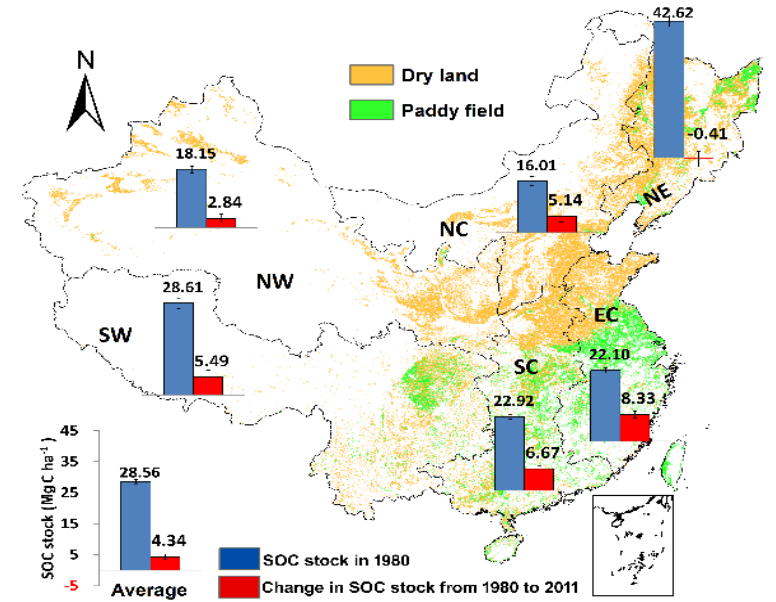 42.62
N
Dry land
Paddy field
-0.41
18.15
16.01
2.84
5.14
NE
NC
NW
28.61
EC
SW
5.49
SC
22.10
22.92
8.33
45
6.67
35
28.56
25
15
4.34
5
-5
SOC stock (Mg C ha⁻¹)
Average
SOC stock in 1980
Change in SOC stock from 1980 to 2011